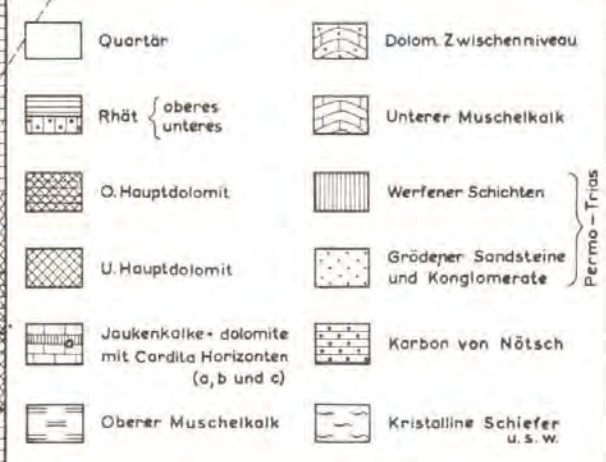 Quartär
Rhät { oberes
unteres
O. Hauptdolomit
U. Hauptdolomit
Jaukenkalke - dolomite
mit Cardita Horizonten
(a, b und c)
Oberer Muschelkalk
Dolom. Zwischenniveau
Unterer Muschelkalk
Werfener Schichten
Grödener Sandsteine
und Konglomerate
Permo - Trias
Karbon von Nötsch
Kristalline Schiefer
u. s. w.